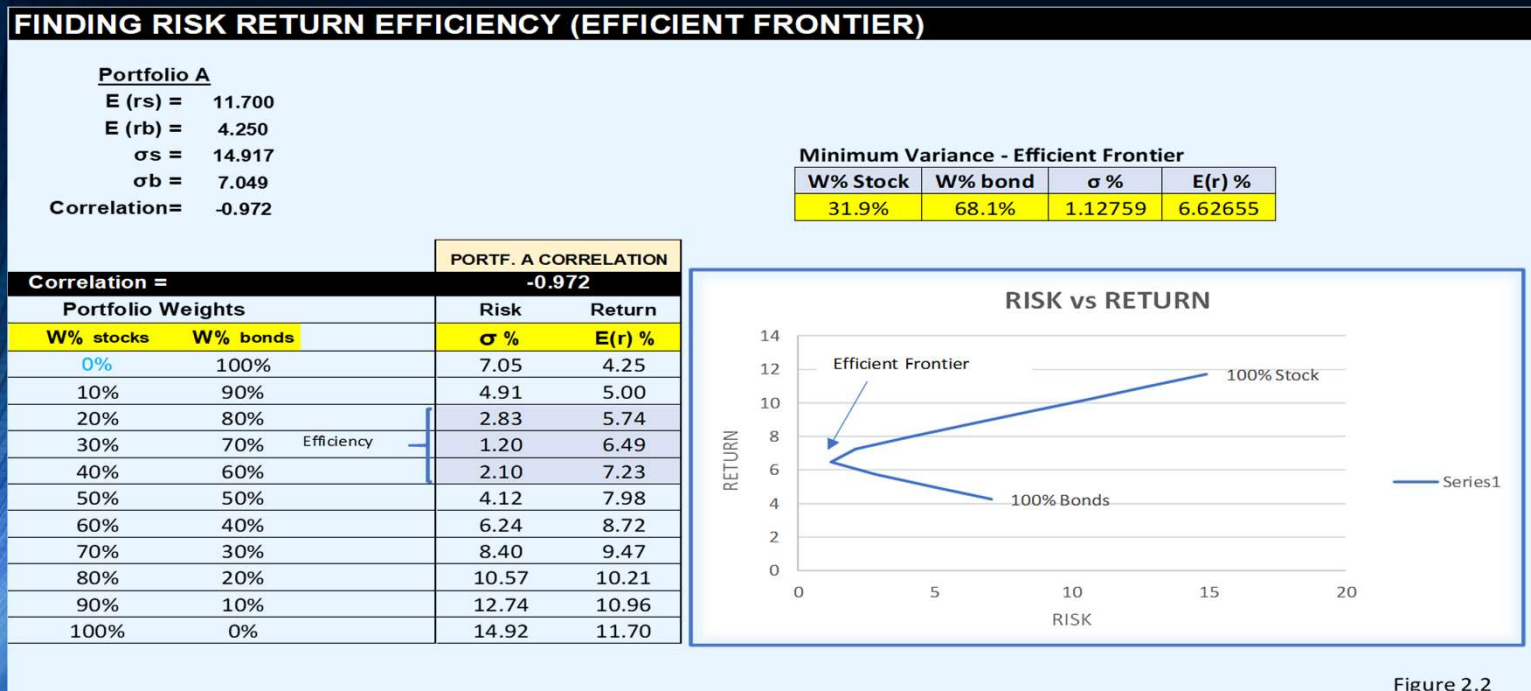 FINDING RISK RETURN EFFICIENCY (EFFICIENT FRONTIER)
Portfolio A
E (rs) = 11.700
E (rb) = 4.250
σs = 14.917
σb = 7.049
Correlation= -0.972
Minimum Variance - Efficient Frontier
W% Stock W% bond σ % E(r) %
31.9% 68.1% 1.12759 6.62655
PORTF. A CORRELATION
Correlation = -0.972
Portfolio Weights Risk Return
W% stocks W% bonds σ % E(r) %
0% 100% 7.05 4.25
10% 90% 4.91 5.00
20% 80% 2.83 5.74
30% 70% Efficiency 1.20 6.49
40% 60% 2.10 7.23
50% 50% 4.12 7.98
60% 40% 6.24 8.72
70% 30% 8.40 9.47
80% 20% 10.57 10.21
90% 10% 12.74 10.96
100% 0% 14.92 11.70
RISK vs RETURN
14
12
10
8
6
4
2
0
RETURN
Efficient Frontier
100% Stock
100% Bonds
Series1
0 5 10 15 20
RISK
Figure 2.2